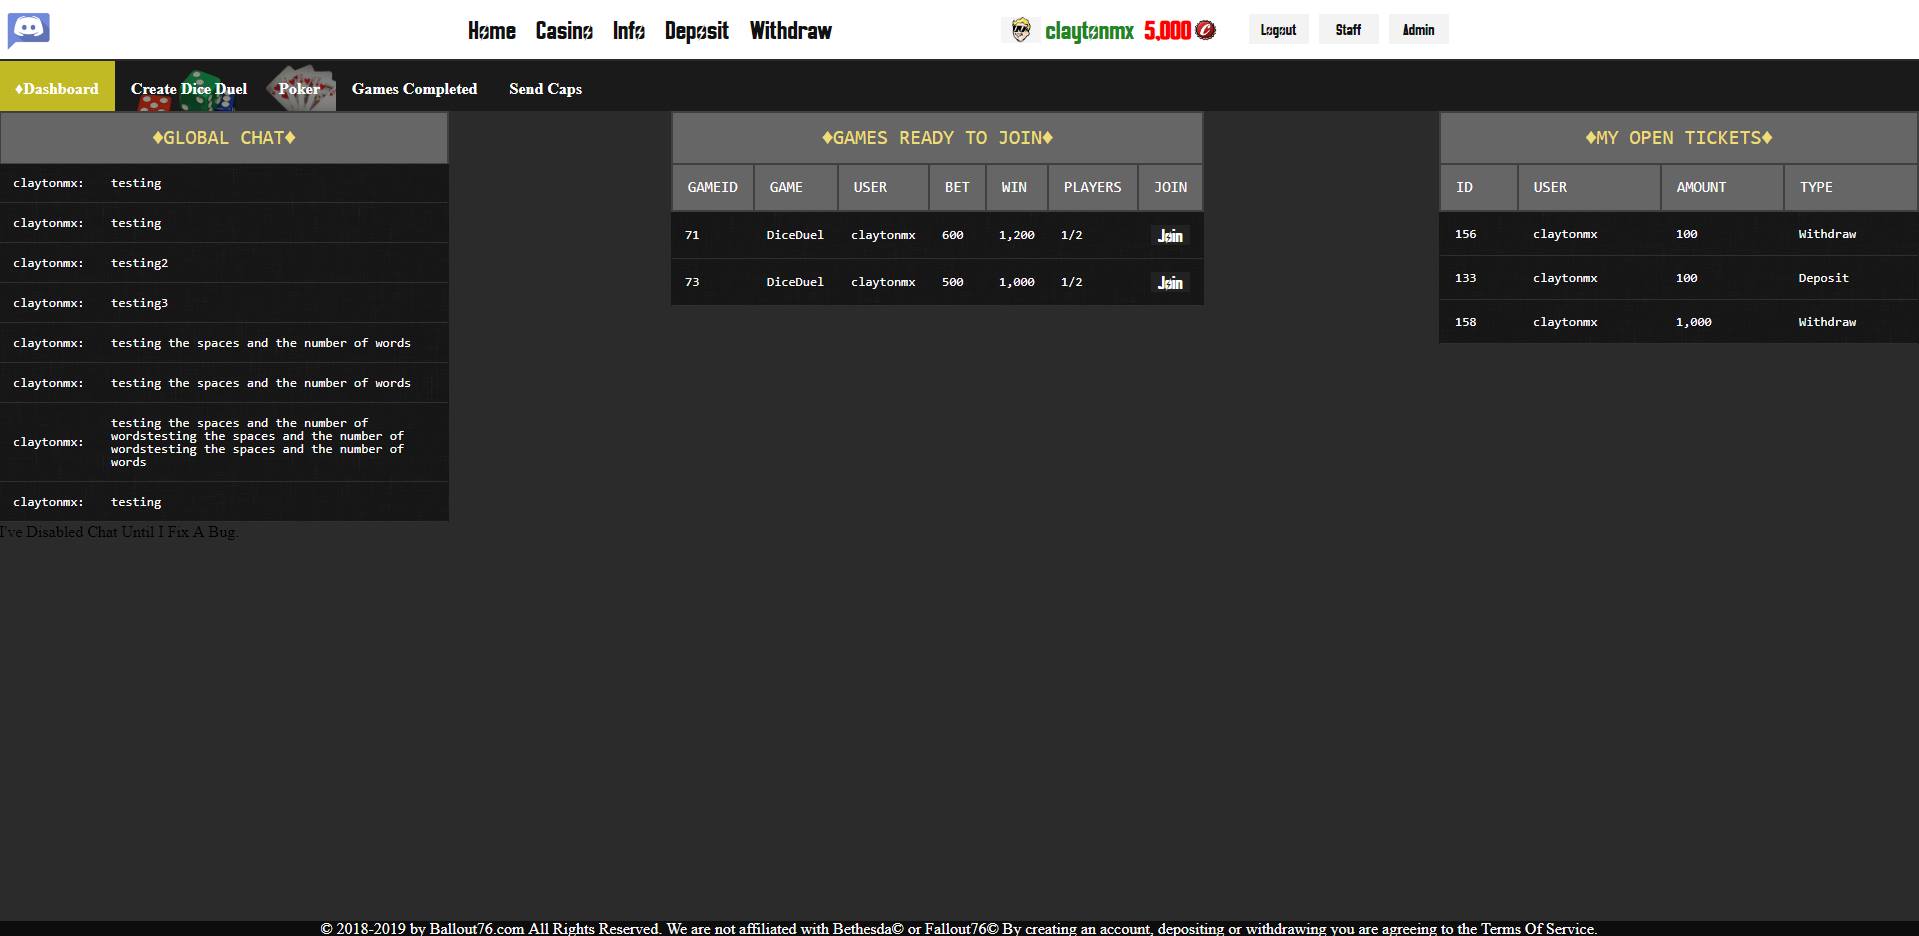 Home Casino Info Deposit Withdraw claytonmx 5,000 Logout Staff Admin
♦Dashboard Create Dice Duel Poker Games Completed Send Caps
♦GLOBAL CHAT♦
claytonmx: testing
claytonmx: testing
claytonmx: testing2
claytonmx: testing3
claytonmx: testing the spaces and the number of words
claytonmx: testing the spaces and the number of words
claytonmx: testing the spaces and the number of
wordstesting the spaces and the number of
wordstesting the spaces and the number of
words
claytonmx: testing
I've Disabled Chat Until I Fix A Bug.
♦GAMES READY TO JOIN♦
GAMEID GAME USER BET WIN PLAYERS JOIN
71 DiceDuel claytonmx 600 1,200 1/2 Join
73 DiceDuel claytonmx 500 1,000 1/2 Join
♦MY OPEN TICKETS♦
ID USER AMOUNT TYPE
156 claytonmx 100 Withdraw
133 claytonmx 100 Deposit
158 claytonmx 1,000 Withdraw
© 2018-2019 by Ballout76.com All Rights Reserved. We are not affiliated with Bethesda© or Fallout76© By creating an account, depositing or withdrawing you are agreeing to the Terms Of Service.